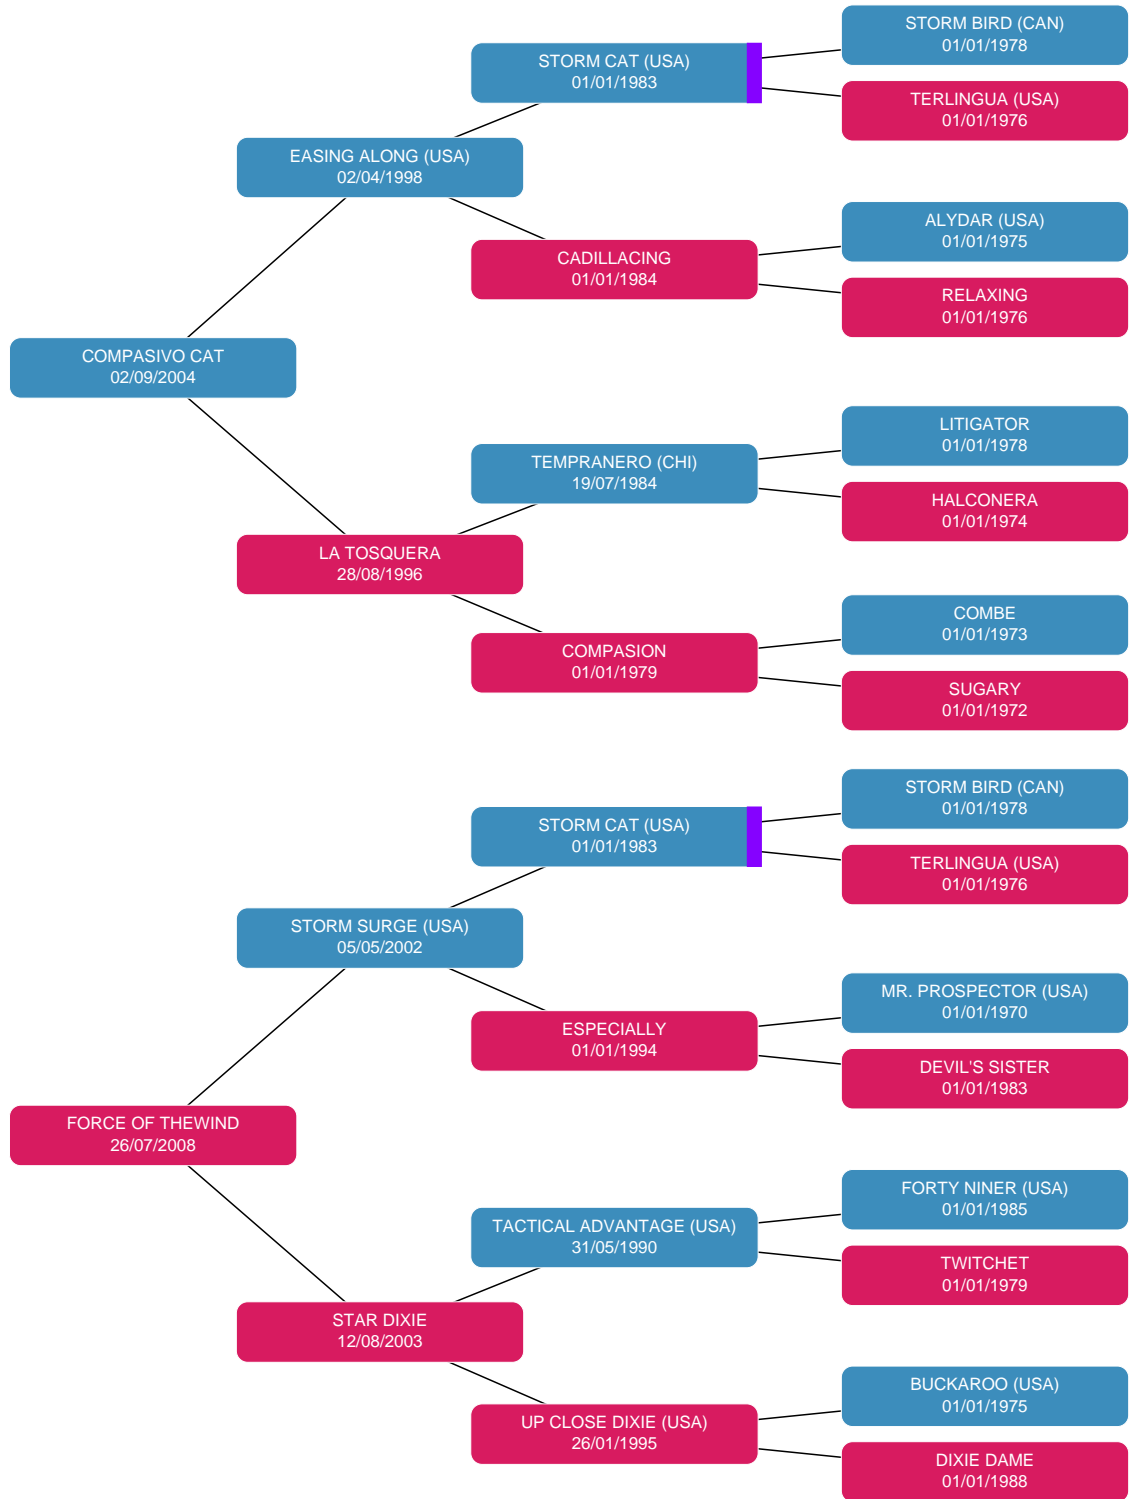 STORM BIRD (CAN)
01/01/1978
STORM CAT (USA)
01/01/1983
TERLINGUA (USA)
01/01/1976
EASING ALONG (USA)
02/04/1998
ALYDAR (USA)
01/01/1975
CADILLACING
01/01/1984
RELAXING
01/01/1976
COMPASIVO CAT
02/09/2004
LITIGATOR
01/01/1978
TEMPRANERO (CHI)
19/07/1984
HALCONERA
01/01/1974
LA TOSQUERA
28/08/1996
COMBE
01/01/1973
COMPASION
01/01/1979
SUGARY
01/01/1972
STORM BIRD (CAN)
01/01/1978
STORM CAT (USA)
01/01/1983
TERLINGUA (USA)
01/01/1976
STORM SURGE (USA)
05/05/2002
MR. PROSPECTOR (USA)
01/01/1970
ESPECIALLY
01/01/1994
DEVIL'S SISTER
01/01/1983
FORCE OF THEWIND
26/07/2008
FORTY NINER (USA)
01/01/1985
TACTICAL ADVANTAGE (USA)
31/05/1990
TWITCHET
01/01/1979
STAR DIXIE
12/08/2003
BUCKAROO (USA)
01/01/1975
UP CLOSE DIXIE (USA)
26/01/1995
DIXIE DAME
01/01/1988